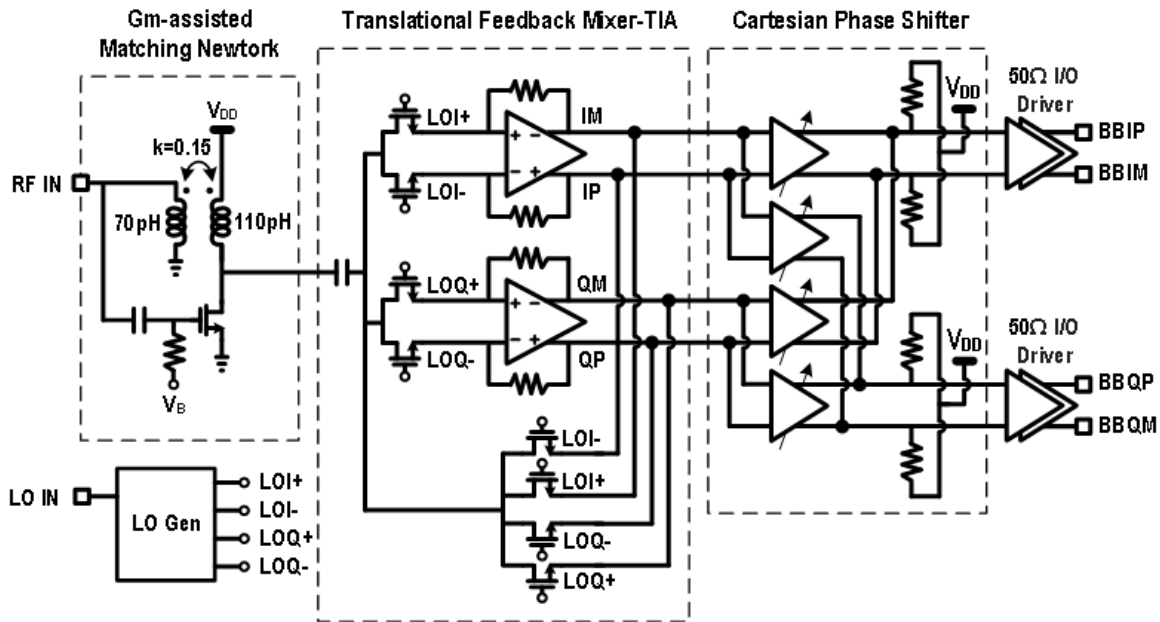 Gm-assisted
Matching Newtork
Translational Feedback Mixer-TIA
Cartesian Phase Shifter
50Ω I/O
Driver
VDD
k=0.15
RF IN
70pH
110pH
VB
LOI+
LOI-
IM
IP
LOQ+
LOQ-
QM
QP
+ -
- +
+ -
- +
LOI-
LOI+
LOQ-
LOQ+
VDD
BBIP
BBIM
VDD
50Ω I/O
Driver
BBQP
BBQM
LO IN
LO Gen
LOI+
LOI-
LOQ+
LOQ-